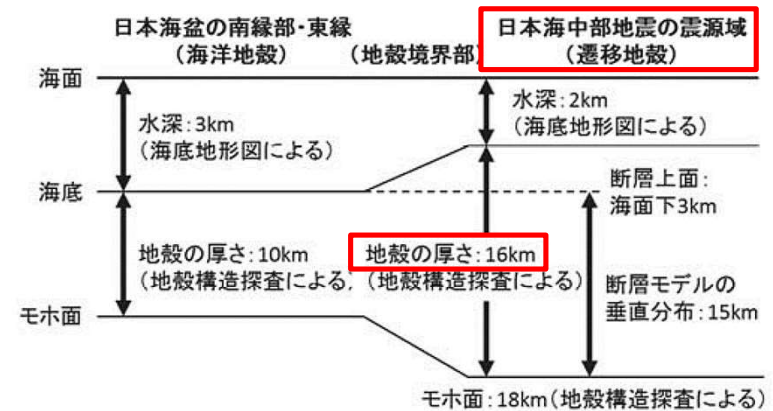 日本海盆の南縁部・東縁
(海洋地殻)
(地殻境界部)
日本海中部地震の震源域
(遷移地殻)
海面
水深:3km
(海底地形図による)
水深:2km
(海底地形図による)
海底
断層上面:
海面下3km
地殻の厚さ:10km
(地殻構造探査による)
地殻の厚さ:16km
(地殻構造探査による)
断層モデルの
垂直分布:15km
モホ面
モホ面:18km(地殻構造探査による)